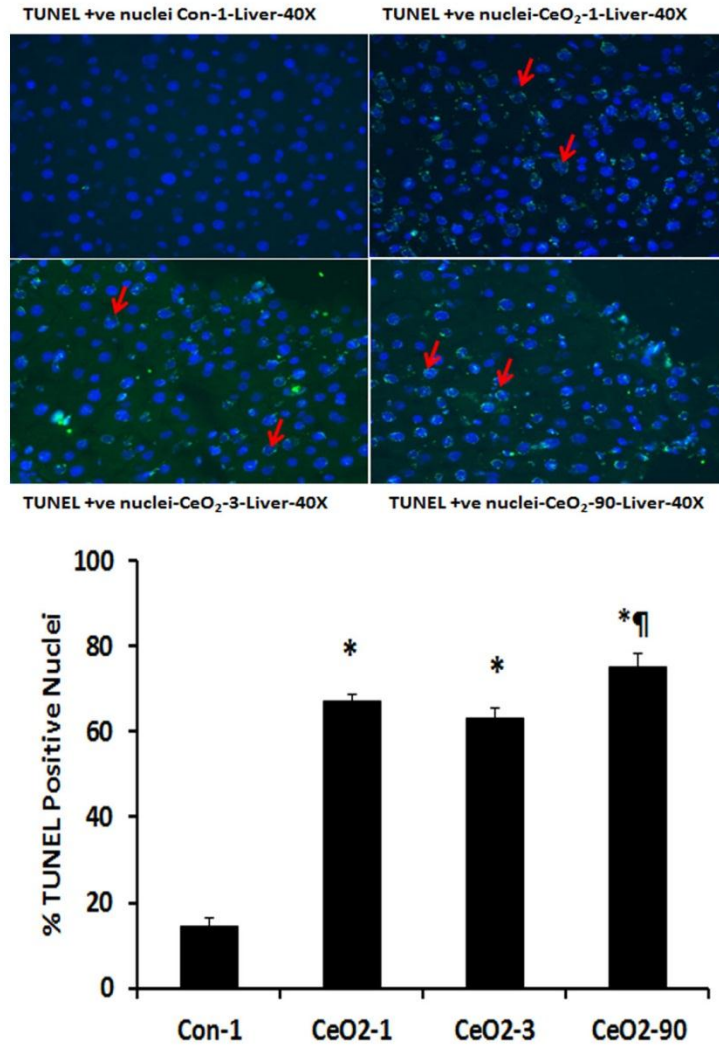 TUNEL +ve nuclei Con-1-Liver-40X
TUNEL +ve nuclei-CeO₂-1-Liver-40X
TUNEL +ve nuclei-CeO₂-3-Liver-40X
TUNEL +ve nuclei-CeO₂-90-Liver-40X
% TUNEL Positive Nuclei
100
80
60
40
20
0
*
*
*¶
Con-1
CeO2-1
CeO2-3
CeO2-90